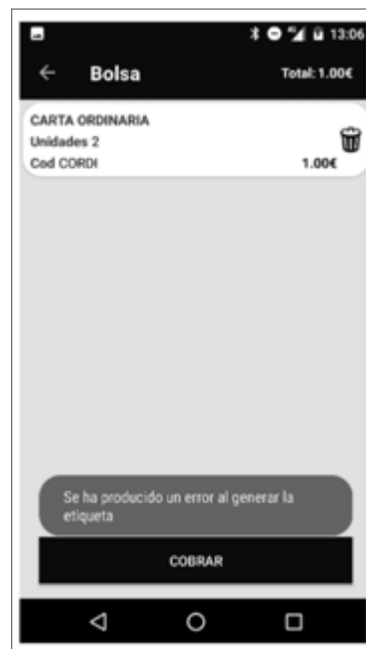 13:06
Bolsa
Total:1.00€
CARTA ORDINARIA
Unidades 2
Cod CORDI
1.00€
Se ha producido un error al generar la
etiqueta
COBRAR